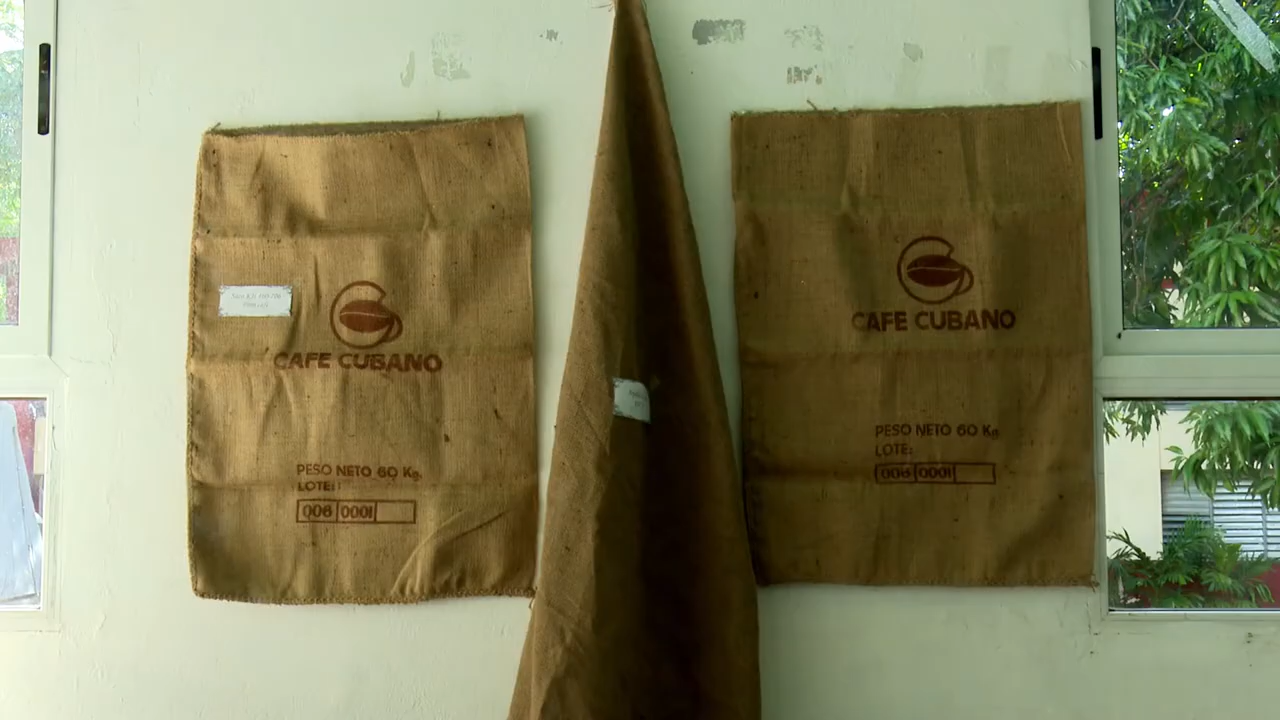 CAFE CUBANO
PESO NETO 60 Kg.
LOTE:
006 0001
CAFE CUBANO
PESO NETO 60 Kg.
LOTE:
006 0001